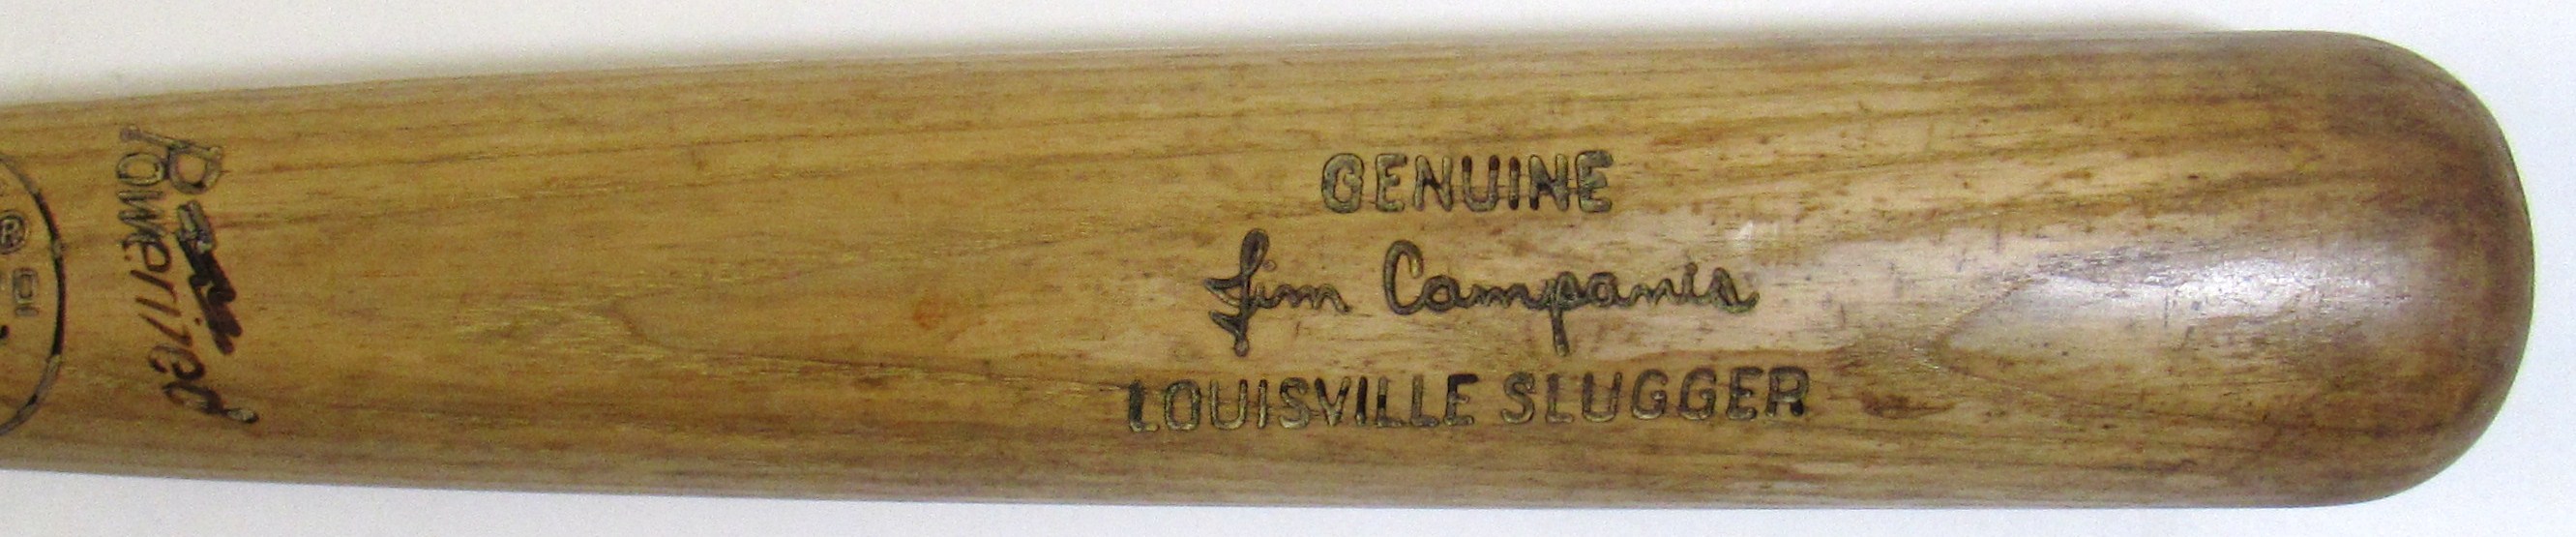 Powerized
GENUINE
Jim Campanis
LOUISVILLE SLUGGER
®